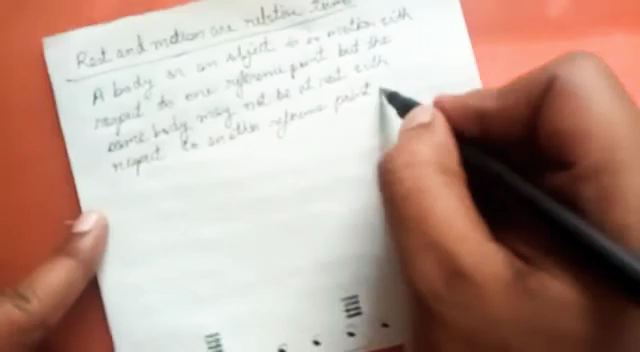 Rest and motion are relative terms
A body or an object is in motion with
respect to one reference point but the
same body may not be at rest with
respect to another reference point